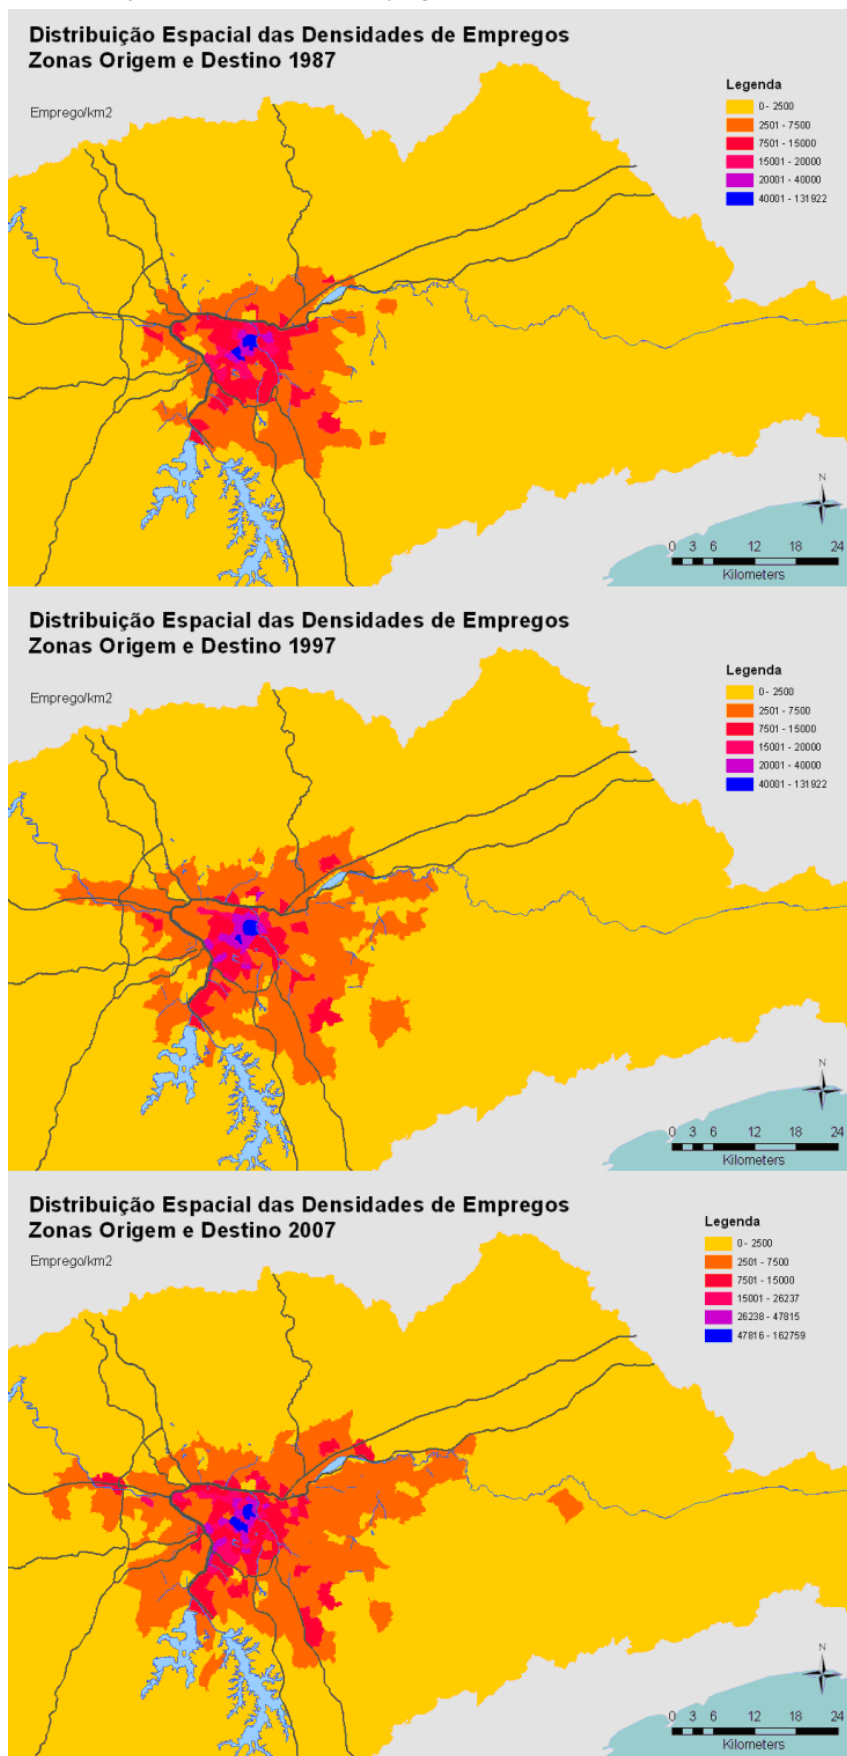 Distribuição Espacial das Densidades de Empregos
Zonas Origem e Destino 1987
Emprego/km2
Legenda
0 - 2500
2501 - 7500
7501 - 15000
15001 - 20000
20001 - 40000
40001 - 131922
N
0 3 6 12 18 24
Kilometers
Distribuição Espacial das Densidades de Empregos
Zonas Origem e Destino 1997
Emprego/km2
Legenda
0 - 2500
2501 - 7500
7501 - 15000
15001 - 20000
20001 - 40000
40001 - 131922
N
0 3 6 12 18 24
Kilometers
Distribuição Espacial das Densidades de Empregos
Zonas Origem e Destino 2007
Emprego/km2
Legenda
0 - 2500
2501 - 7500
7501 - 15000
15001 - 26237
26238 - 47815
47816 - 162759
N
0 3 6 12 18 24
Kilometers